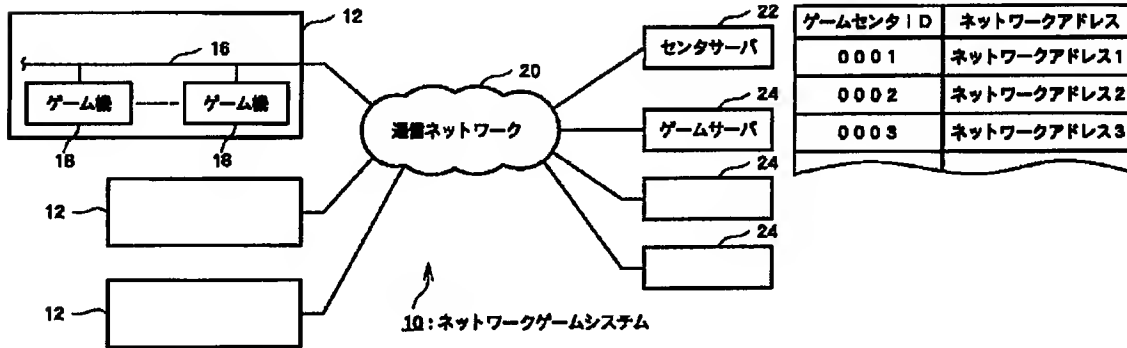 12
16
ゲーム機
ゲーム機
18
18
12
12
20
通信ネットワーク
22
センタサーバ
24
ゲームサーバ
24
24
10:ネットワークゲームシステム
ゲームセンタID ネットワークアドレス
0001 ネットワークアドレス1
0002 ネットワークアドレス2
0003 ネットワークアドレス3